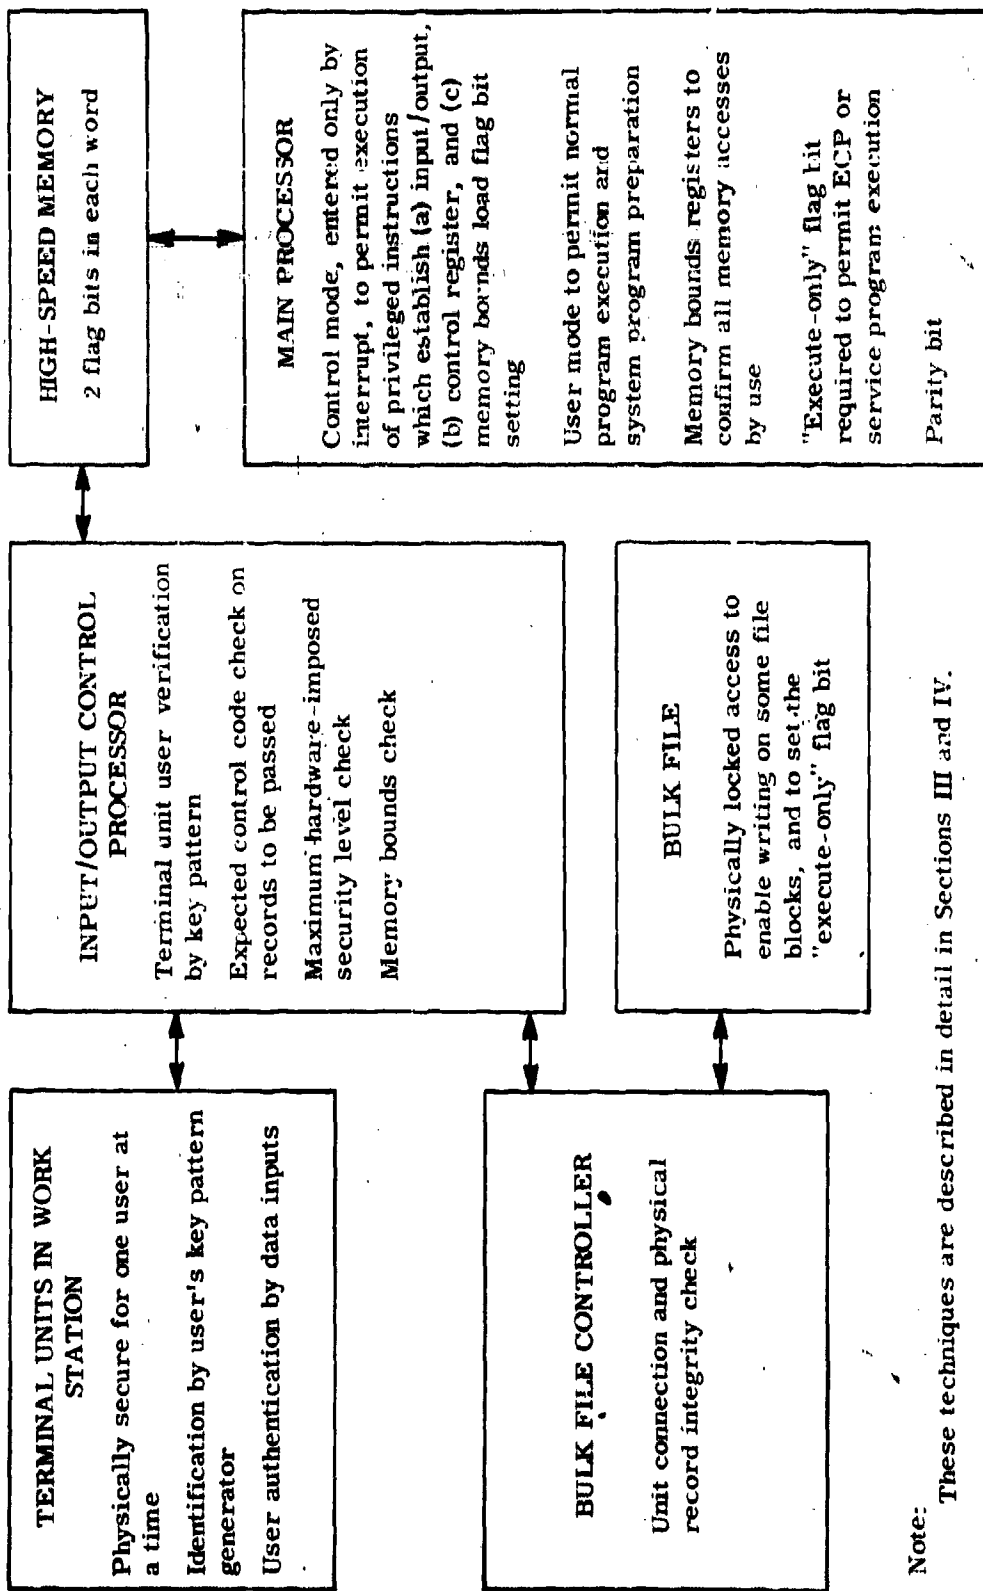 TERMINAL UNITS IN WORK
STATION
Physically secure for one user at
a time
Identification by user's key pattern
generator
User authentication by data inputs
INPUT/OUTPUT CONTROL
PROCESSOR
Terminal unit user verification
by key pattern
Expected control code check on
records to be passed
Maximum hardware-imposed
security level check
Memory bounds check
HIGH-SPEED MEMORY
2 flag bits in each word
MAIN PROCESSOR
Control mode, entered only by
interrupt, to permit execution
of privileged instructions
which establish (a) input/output,
(b) control register, and (c)
memory bounds load flag bit
setting
User mode to permit normal
program execution and
system program preparation
Memory bounds registers to
confirm all memory accesses
by use
"Execute-only" flag bit
required to permit ECP or
service program execution
Parity bit
BULK FILE CONTROLLER
Unit connection and physical
record integrity check
BULK FILE
Physically locked access to
enable writing on some file
blocks, and to set the
"execute-only" flag bit
Note:
These techniques are described in detail in Sections III and IV.